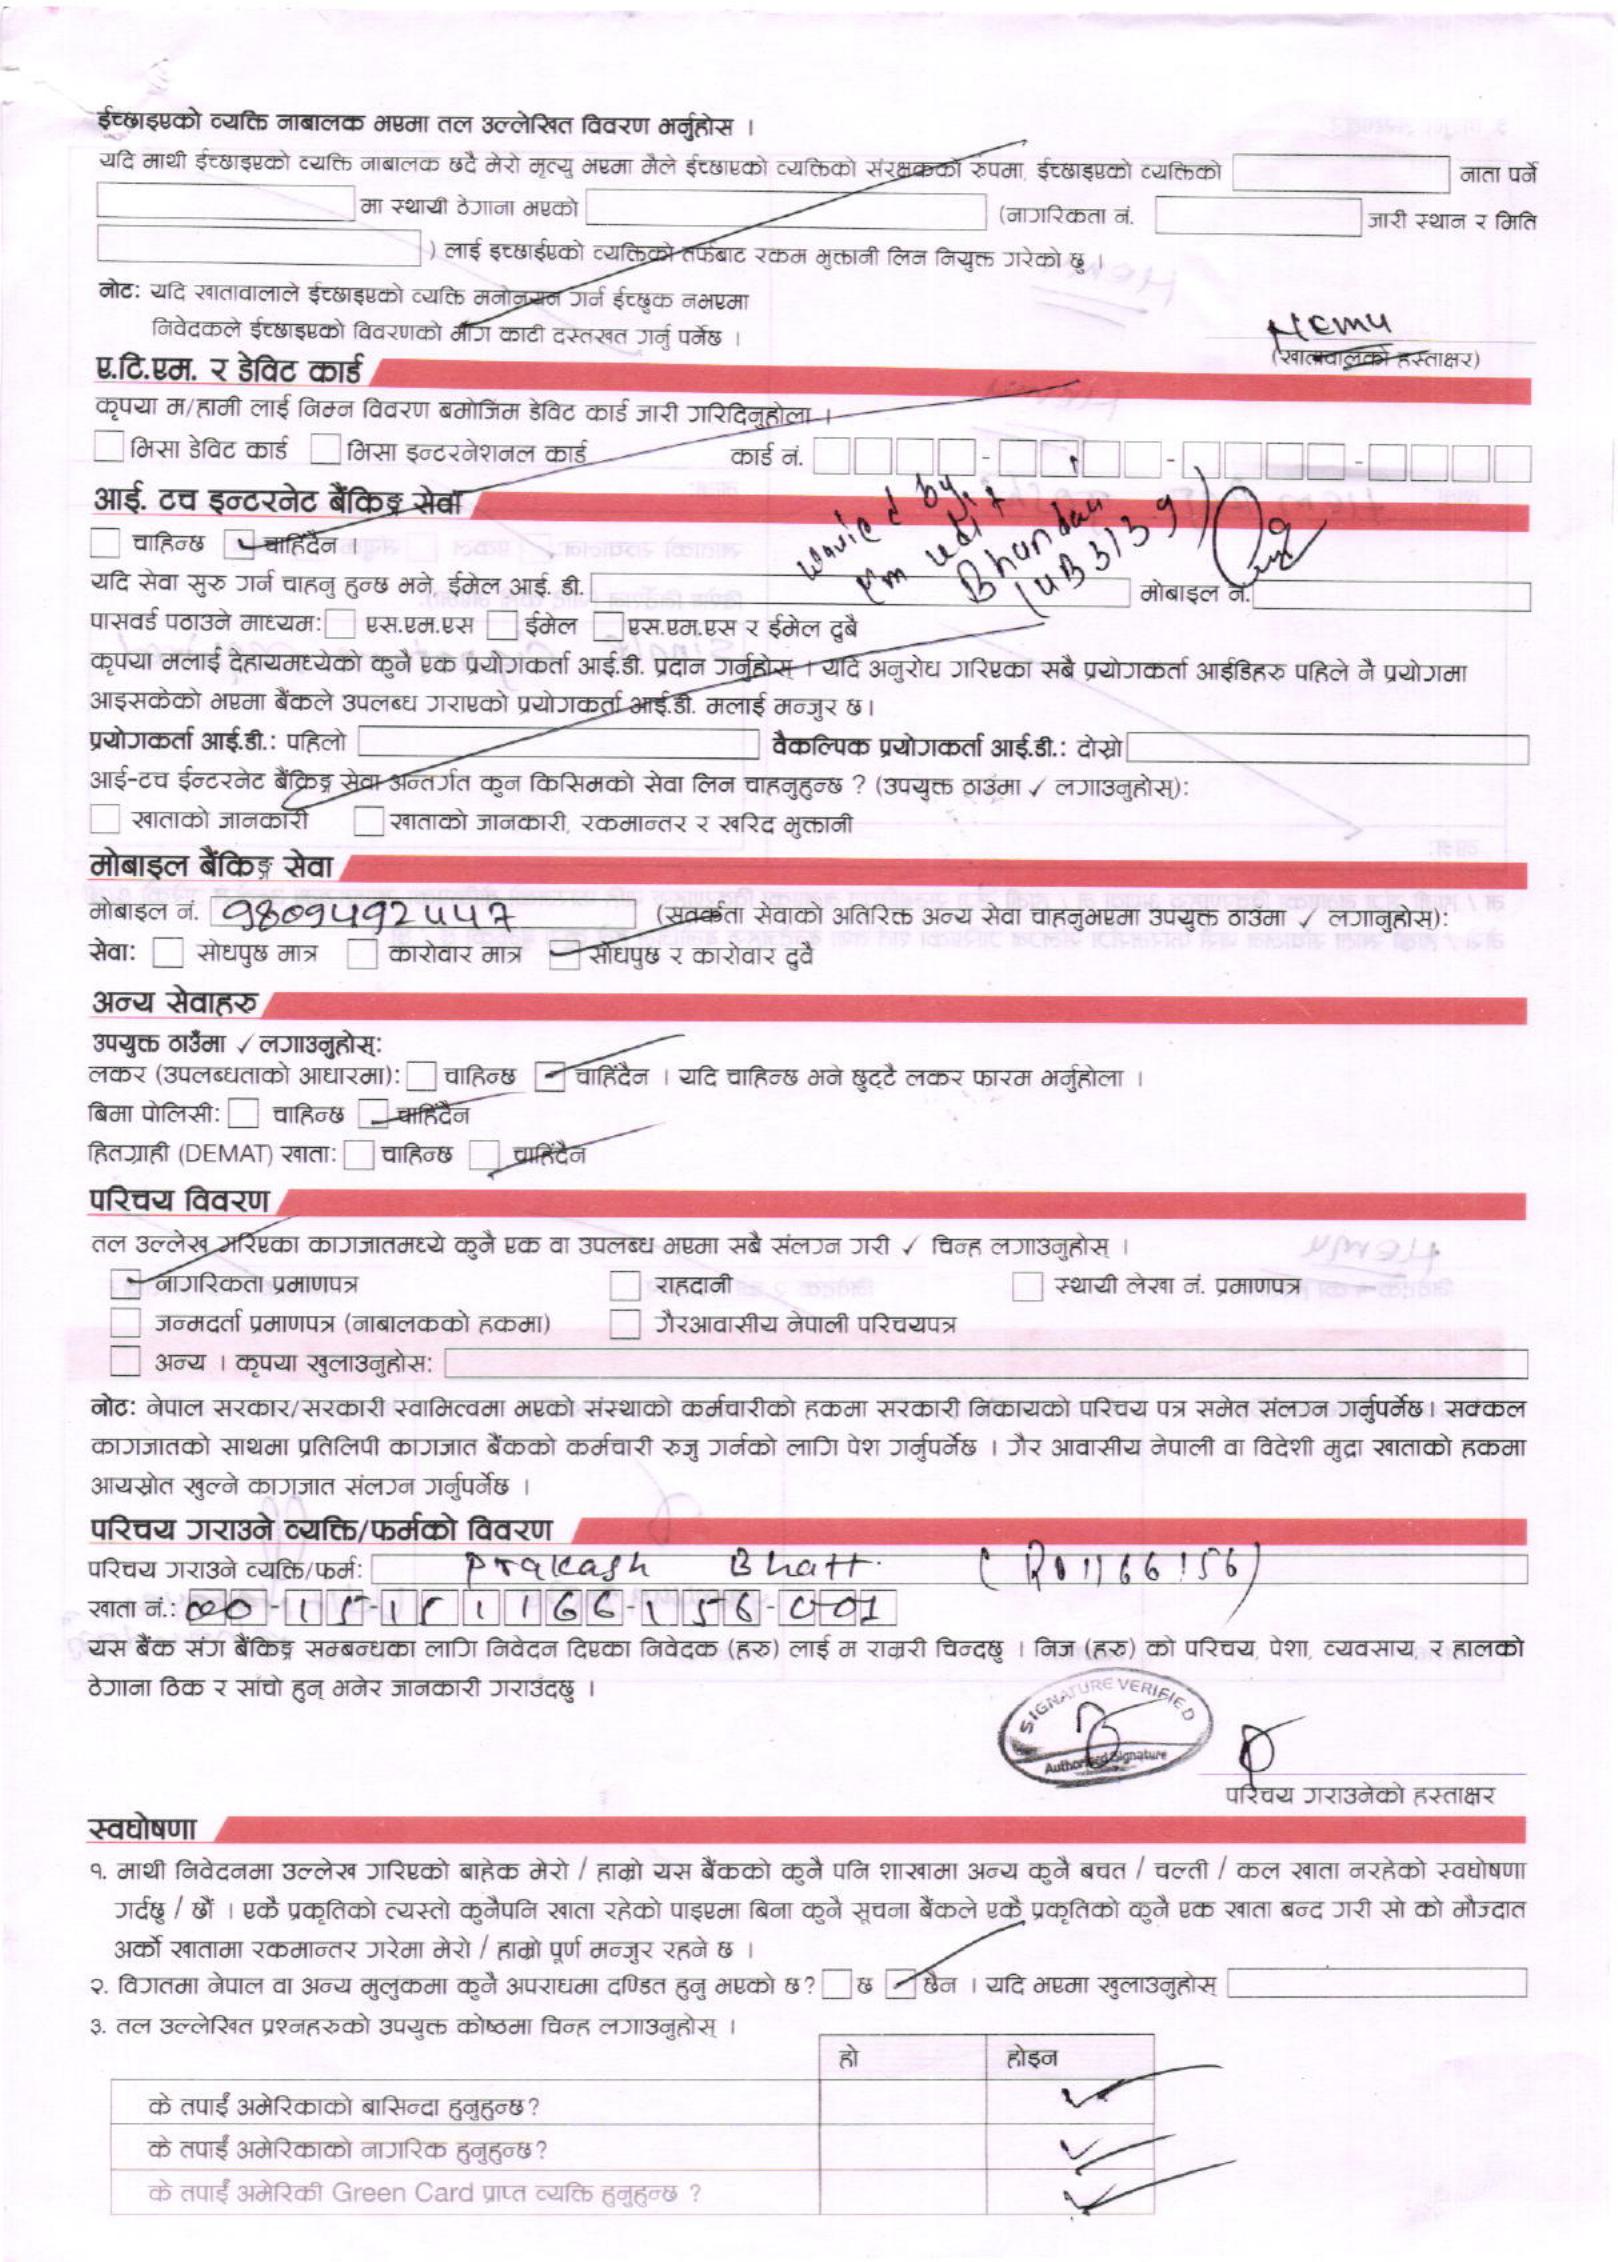 ईच्छाइएको व्यक्ति नाबालक भएमा तल उल्लेखित विवरण भर्नुहोस ।
यदि माथी ईच्छाइएको व्यक्ति नाबालक छदै मेरो मृत्यु भएमा मैले ईच्छाएको व्यक्तिको संरक्षकको रुपमा, ईच्छाइएको व्यक्तिको नाता पर्ने
मा स्थायी ठेगाना भएको (नागरिकता नं. जारी स्थान र मिति
) लाई इच्छाईएको व्यक्तिको तर्फबाट रकम भुक्तानी लिन नियुक्त गरेको छु ।
नोट: यदि खातावालाले ईच्छाइएको व्यक्ति मनोनयन गर्न ईच्छुक नभएमा
निवेदकले ईच्छाइएको विवरणको माँग काटी दस्तखत गर्नु पर्नेछ ।
Hemu
(खातावालको हस्ताक्षर)
ए.टि.एम. र डेविट कार्ड
कृपया म/हामी लाई निम्न विवरण बमोजिम डेविट कार्ड जारी गरिदिनुहोला ।
भिसा डेविट कार्ड भिसा इन्टरनेशनल कार्ड कार्ड नं. - - -
आई. टच इन्टरनेट बैंकिङ्ग सेवा
चाहिन्छ चाहिँदैन ।
Bhandari
यदि सेवा सुरु गर्न चाहनु हुन्छ भने, ईमेल आई. डी. मोबाइल नं.
पासवर्ड पठाउने माध्यम: एस.एम.एस ईमेल एस.एम.एस र ईमेल दुबै
कृपया मलाई देहायमध्येको कुनै एक प्रयोगकर्ता आई.डी. प्रदान गर्नुहोस् । यदि अनुरोध गरिएका सबै प्रयोगकर्ता आईडिहरु पहिले नै प्रयोगमा
आइसकेको भएमा बैंकले उपलब्ध गराएको प्रयोगकर्ता आई.डी. मलाई मन्जुर छ।
प्रयोगकर्ता आई.डी.: पहिलो वैकल्पिक प्रयोगकर्ता आई.डी.: दोस्रो
आई-टच ईन्टरनेट बैंकिङ्ग सेवा अन्तर्गत कुन किसिमको सेवा लिन चाहनुहुन्छ ? (उपयुक्त ठाउंमा ✓ लगाउनुहोस्):
खाताको जानकारी खाताको जानकारी, रकमान्तर र खरिद भुक्तानी
मोबाइल बैंकिङ्ग सेवा
मोबाइल नं. 9809492447 (सतर्कता सेवाको अतिरिक्त अन्य सेवा चाहनुभएमा उपयुक्त ठाउंमा ✓ लगानुहोस्):
सेवा: सोधपुछ मात्र कारोवार मात्र सोधपुछ र कारोवार दुवै
अन्य सेवाहरु
उपयुक्त ठाउँमा ✓ लगाउनुहोस्:
लकर (उपलब्धताको आधारमा): चाहिन्छ चाहिँदैन । यदि चाहिन्छ भने छुट्टै लकर फारम भर्नुहोला ।
बिमा पोलिसी: चाहिन्छ चाहिँदैन
हितग्राही (DEMAT) खाता: चाहिन्छ चाहिँदैन
परिचय विवरण
तल उल्लेख गरिएका कागजातमध्ये कुनै एक वा उपलब्ध भएमा सबै संलग्न गरी ✓ चिन्ह लगाउनुहोस् ।
नागरिकता प्रमाणपत्र राहदानी स्थायी लेखा नं. प्रमाणपत्र
जन्मदर्ता प्रमाणपत्र (नाबालकको हकमा) गैरआवासीय नेपाली परिचयपत्र
अन्य । कृपया खुलाउनुहोस:
नोट: नेपाल सरकार/सरकारी स्वामित्वमा भएको संस्थाको कर्मचारीको हकमा सरकारी निकायको परिचय पत्र समेत संलग्न गर्नुपर्नेछ। सक्कल
कागजातको साथमा प्रतिलिपी कागजात बैंकको कर्मचारी रुजु गर्नको लागि पेश गर्नुपर्नेछ । गैर आवासीय नेपाली वा विदेशी मुद्रा खाताको हकमा
आयस्रोत खुल्ने कागजात संलग्न गर्नुपर्नेछ ।
परिचय गराउने व्यक्ति/फर्मको विवरण
परिचय गराउने व्यक्ति/फर्म: Prakash Bhatt (R01166156)
खाता नं.:
यस बैंक संग बैंकिङ्ग सम्बन्धका लागि निवेदन दिएका निवेदक (हरु) लाई म राम्ररी चिन्दछु । निज (हरु) को परिचय, पेशा, व्यवसाय, र हालको
ठेगाना ठिक र सांचो हुन् भनेर जानकारी गराउंदछु ।
SIGNATURE VERIFIED
Authorised Signature
परिचय गराउनेको हस्ताक्षर
स्वघोषणा
१. माथी निवेदनमा उल्लेख गरिएको बाहेक मेरो / हाम्रो यस बैंकको कुनै पनि शाखामा अन्य कुनै बचत / चल्ती / कल खाता नरहेको स्वघोषणा
गर्दछु / छौं । एकै प्रकृतिको त्यस्तो कुनैपनि खाता रहेको पाइएमा बिना कुनै सूचना बैंकले एकै प्रकृतिको कुनै एक खाता बन्द गरी सो को मौज्दात
अर्को खातामा रकमान्तर गरेमा मेरो / हाम्रो पूर्ण मन्जुर रहने छ ।
२. विगतमा नेपाल वा अन्य मुलुकमा कुनै अपराधमा दण्डित हुनु भएको छ? छ छैन । यदि भएमा खुलाउनुहोस्
३. तल उल्लेखित प्रश्नहरुको उपयुक्त कोष्ठमा चिन्ह लगाउनुहोस् ।
हो होइन
के तपाईं अमेरिकाको बासिन्दा हुनुहुन्छ?
के तपाईं अमेरिकाको नागरिक हुनुहुन्छ?
के तपाईं अमेरिकी Green Card प्राप्त व्यक्ति हुनुहुन्छ ?